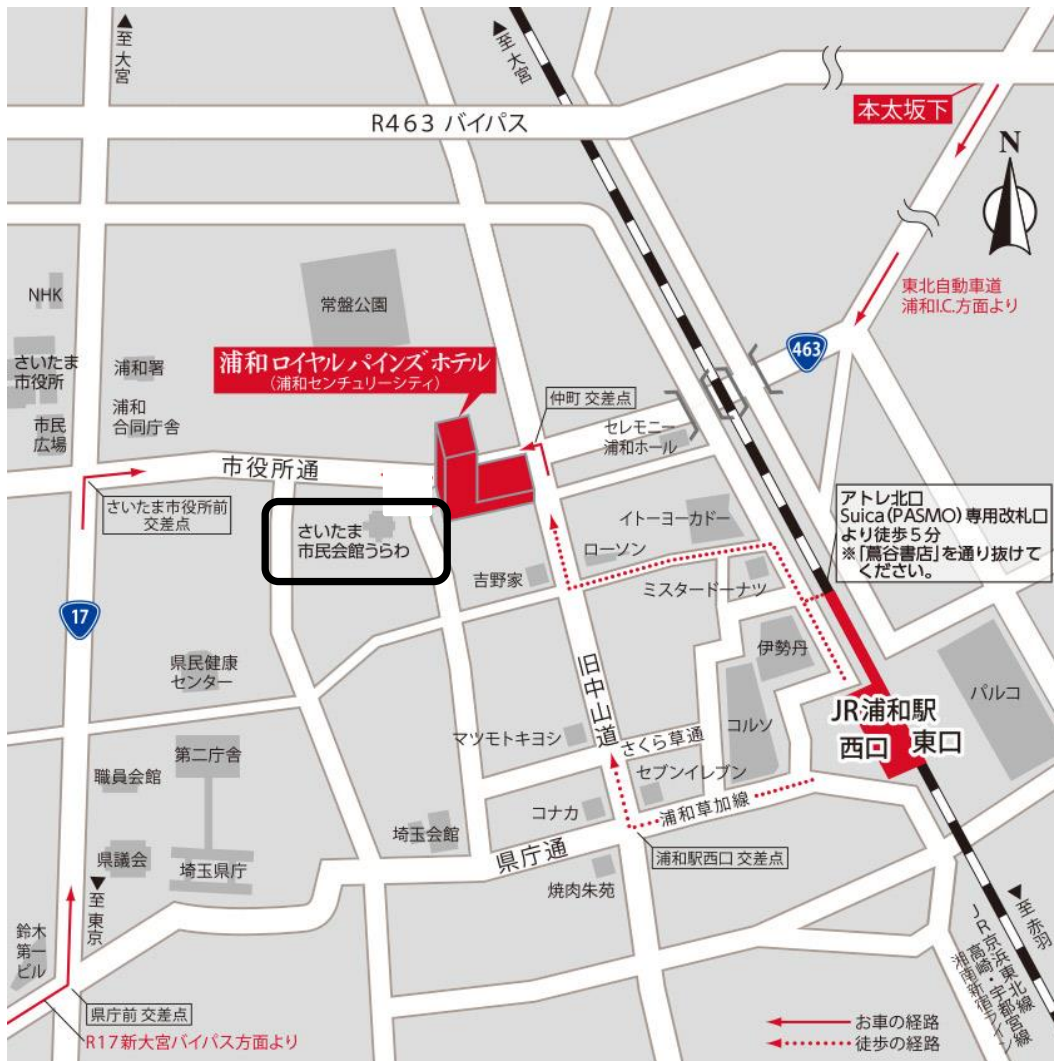 ▲至大宮
▲至大宮
R463 バイパス
本太坂下
N
東北自動車道
浦和I.C.方面より
463
NHK
さいたま
市役所
市民
広場
浦和署
浦和
合同庁舎
常盤公園
浦和ロイヤルパインズホテル
(浦和センチュリーシティ)
仲町 交差点
セレモニー
浦和ホール
市役所通
さいたま市役所前
交差点
さいたま
市民会館うらわ
イトーヨーカドー
ローソン
吉野家
ミスタードーナツ
アトレ北口
Suica(PASMO)専用改札口
より徒歩5分
※「蔦谷書店」を通り抜けて
ください。
17
県民健康
センター
旧中山道
伊勢丹
コルソ
パルコ
JR浦和駅
西口
東口
マツモトキヨシ
さくら草通
セブンイレブン
第二庁舎
職員会館
コナカ
浦和草加線
埼玉会館
県庁通
浦和駅西口 交差点
県議会
埼玉県庁
焼肉朱苑
▼至東京
鈴木
第一
ビル
県庁前 交差点
R17新大宮バイパス方面より
▼至赤羽
JR京浜東北線
高崎・宇都宮線
湘南新宿ライン
お車の経路
徒歩の経路